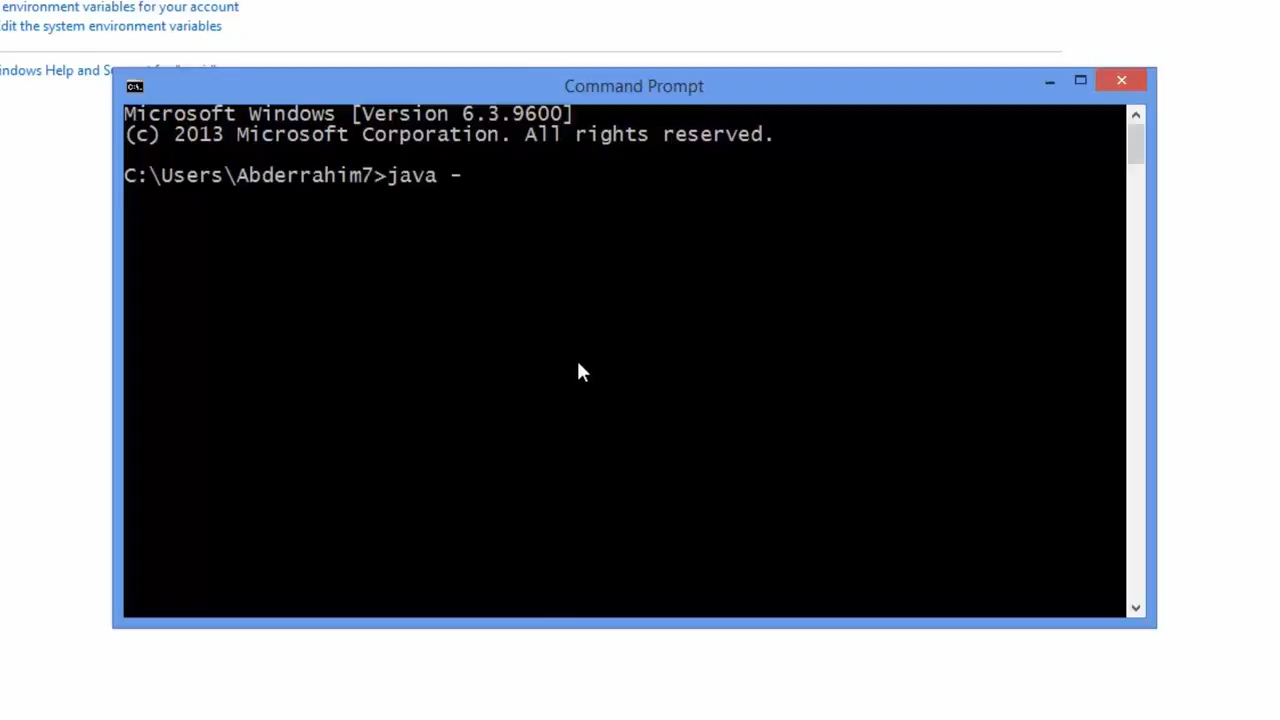 environment variables for your account
dit the system environment variables
indows Help and S
Command Prompt
Microsoft Windows [Version 6.3.9600]
(c) 2013 Microsoft Corporation. All rights reserved.
C:\Users\Abderrahim7>java -